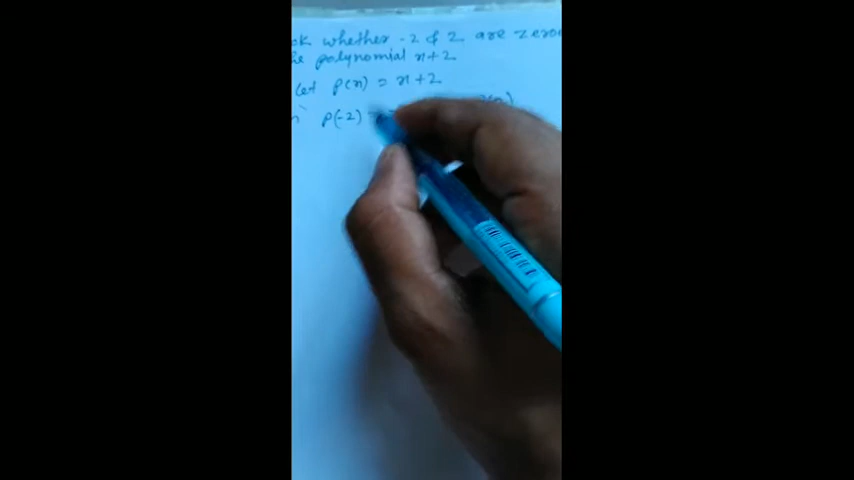 whether -2 & 2 are zero
polynomial x+2
Let p(x) = x+2
p(-2)